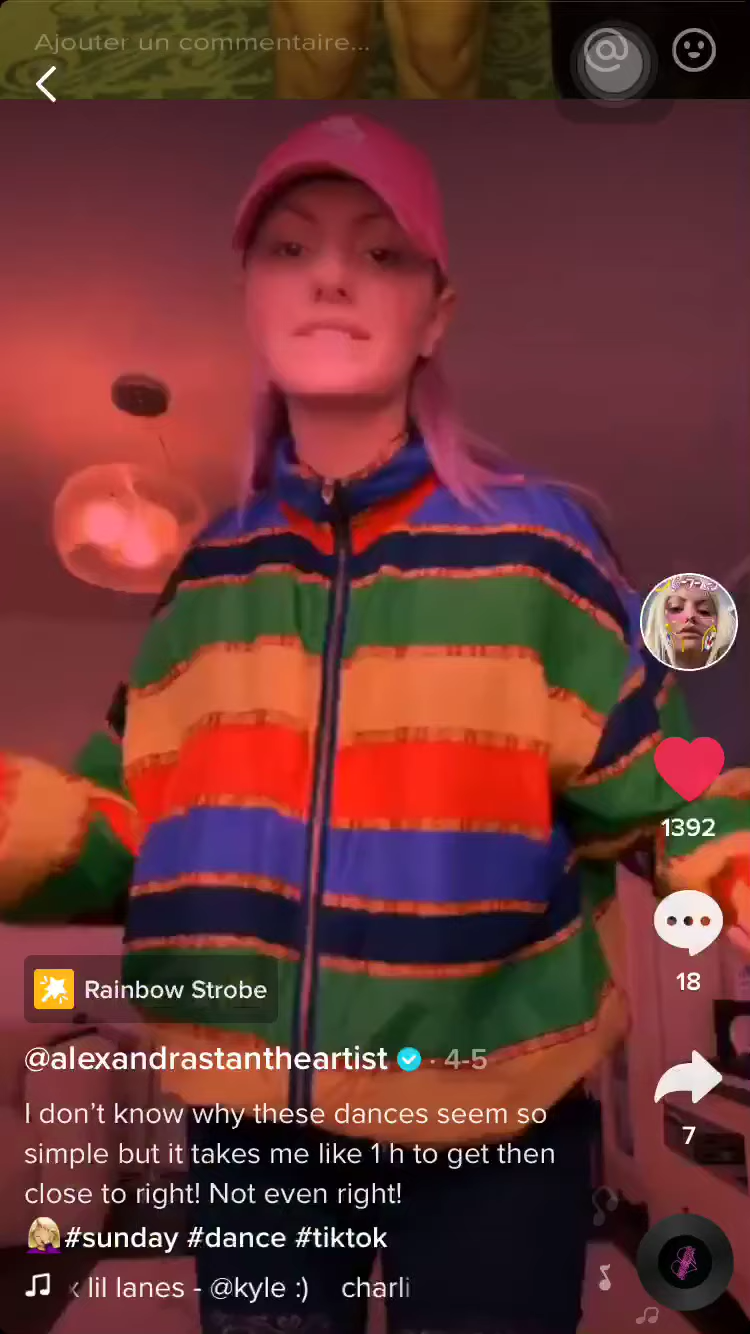 Ajouter un commentaire...
1392
18
Rainbow Strobe
@alexandrastantheartist · 4-5
7
I don't know why these dances seem so
simple but it takes me like 1 h to get then
close to right! Not even right!
🤦🏼‍♀️#sunday #dance #tiktok
lil lanes - @kyle :) charli